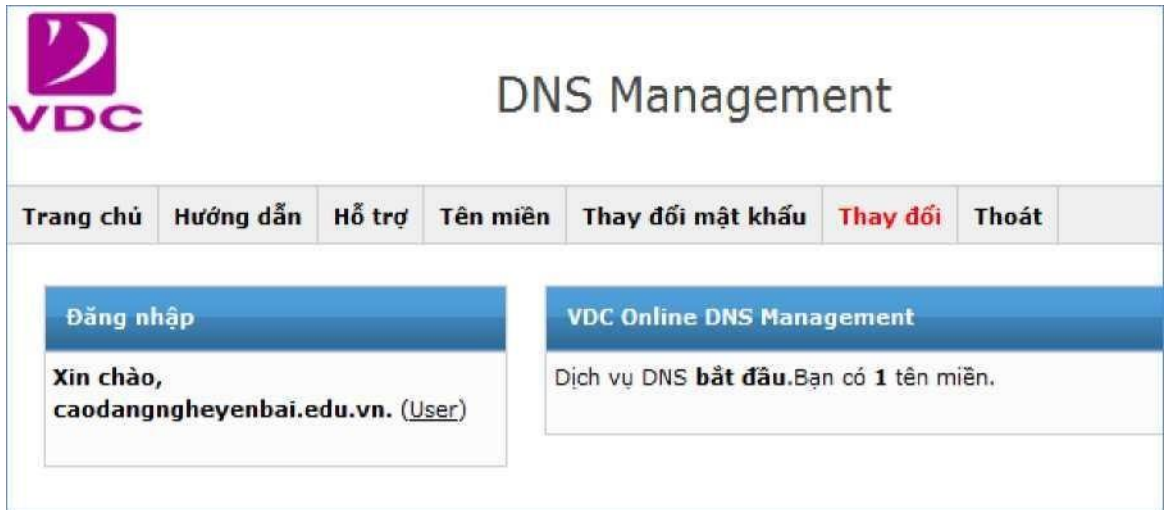 VDC
DNS Management
Trang chủ Hướng dẫn Hỗ trợ Tên miền Thay đổi mật khẩu Thay đổi Thoát
Đăng nhập
Xin chào,
caodangngheyenbai.edu.vn. (User)
VDC Online DNS Management
Dịch vụ DNS bắt đầu.Bạn có 1 tên miền.